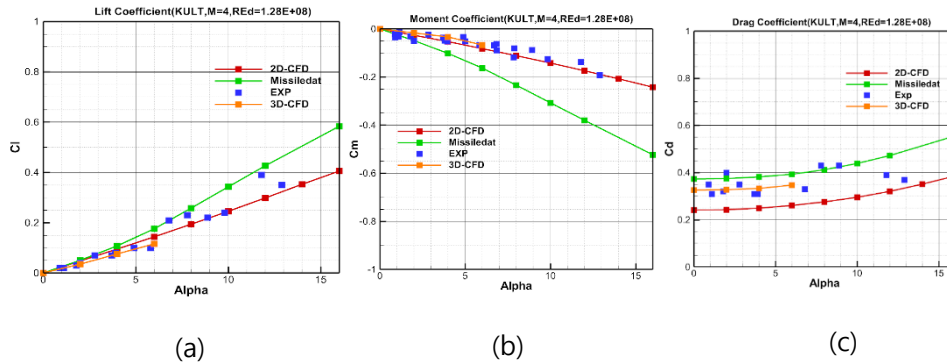 Lift Coefficient(KULT,M=4,REd=1.28E+08)
1
0.8
0.6
0.4
0.2
0
Cl
2D-CFD
Missiledat
EXP
3D-CFD
0
5
10
15
Alpha
(a)
Moment Coefficient(KULT,M=4,REd=1.28E+08)
0
-0.2
-0.4
-0.6
-0.8
-1
Cm
2D-CFD
Missiledat
EXP
3D-CFD
0
5
10
15
Alpha
(b)
Drag Coefficient(KULT,M=4,REd=1.28E+08)
1
0.8
0.6
0.4
0.2
0
Cd
2D-CFD
Missiledat
Exp
3D-CFD
0
5
10
15
Alpha
(c)